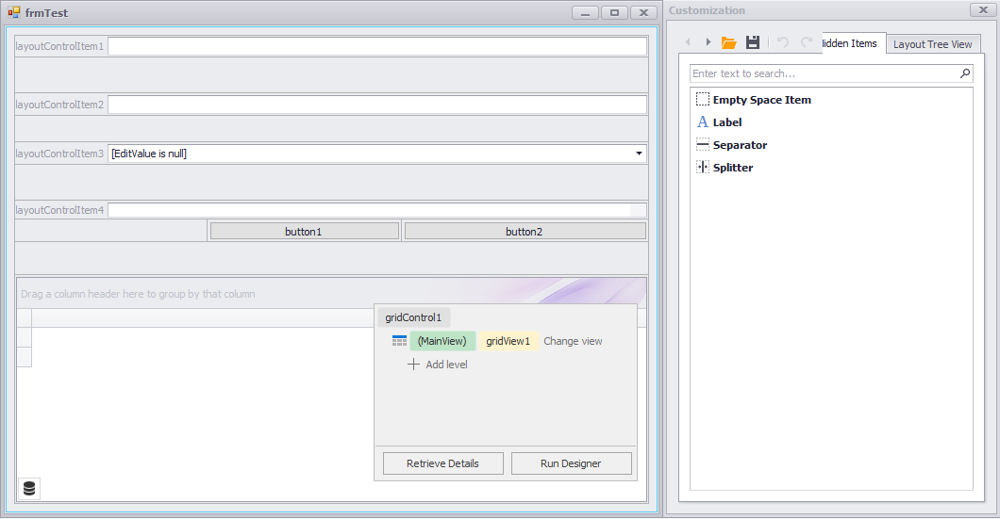 frmTest
layoutControlItem1
layoutControlItem2
layoutControlItem3 [EditValue is null]
layoutControlItem4
button1 button2
Drag a column header here to group by that column
gridControl1
(MainView) gridView1 Change view
Add level
Retrieve Details Run Designer
Customization
idden Items Layout Tree View
Enter text to search...
Empty Space Item
A Label
Separator
Splitter